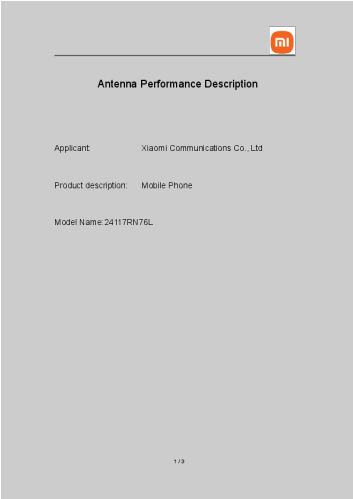 mi
Antenna Performance Description
Applicant: Xiaomi Communications Co., Ltd
Product description: Mobile Phone
Model Name: 24117RN76L
1 / 3